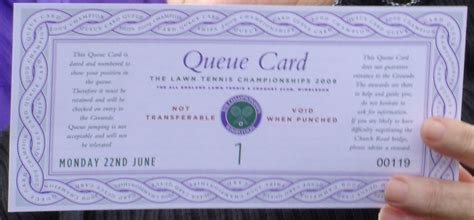 Queue Card
THE LAWN TENNIS CHAMPIONSHIPS 2009
THE ALL ENGLAND LAWN TENNIS & CROQUET CLUB, WIMBLEDON
This Queue Card is
dated and numbered to
show your position in
the queue.
Therefore it must be
retained and will be
checked on entry to
the Grounds.
Queue jumping is not
acceptable and will not
be tolerated.
NOT
TRANSFERABLE
VOID
WHEN PUNCHED
This Queue Card does
not guarantee
entrance to the Grounds.
The stewards are there
to help and guide you,
do not hesitate to
ask for information.
If you are likely to have
difficulty negotiating the
Church Road bridge,
please advise them.
MONDAY 22ND JUNE
1
00119